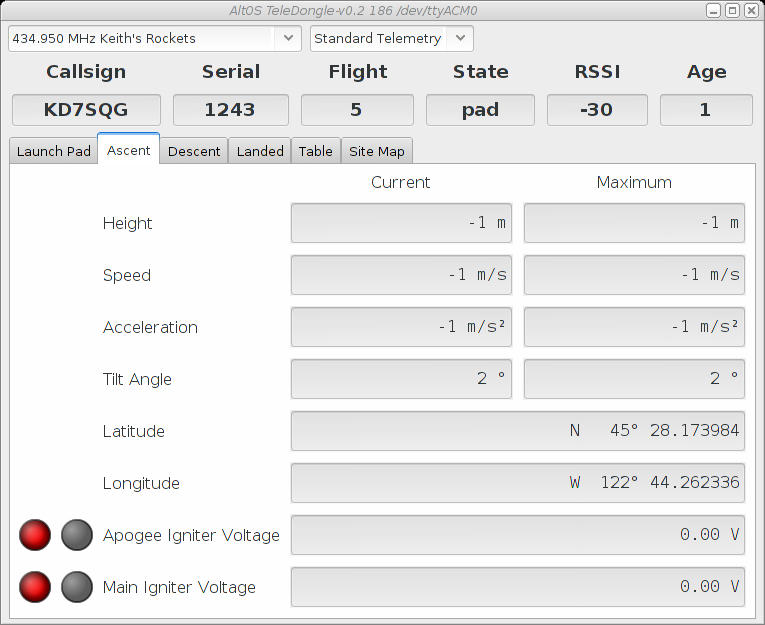 AltOS TeleDongle-v0.2 186 /dev/ttyACM0
434.950 MHz Keith's Rockets Standard Telemetry
Callsign Serial Flight State RSSI Age
KD7SQG 1243 5 pad -30 1
Launch Pad Ascent Descent Landed Table Site Map
Current Maximum
Height -1 m -1 m
Speed -1 m/s -1 m/s
Acceleration -1 m/s² -1 m/s²
Tilt Angle 2 ° 2 °
Latitude N 45° 28.173984
Longitude W 122° 44.262336
Apogee Igniter Voltage 0.00 V
Main Igniter Voltage 0.00 V